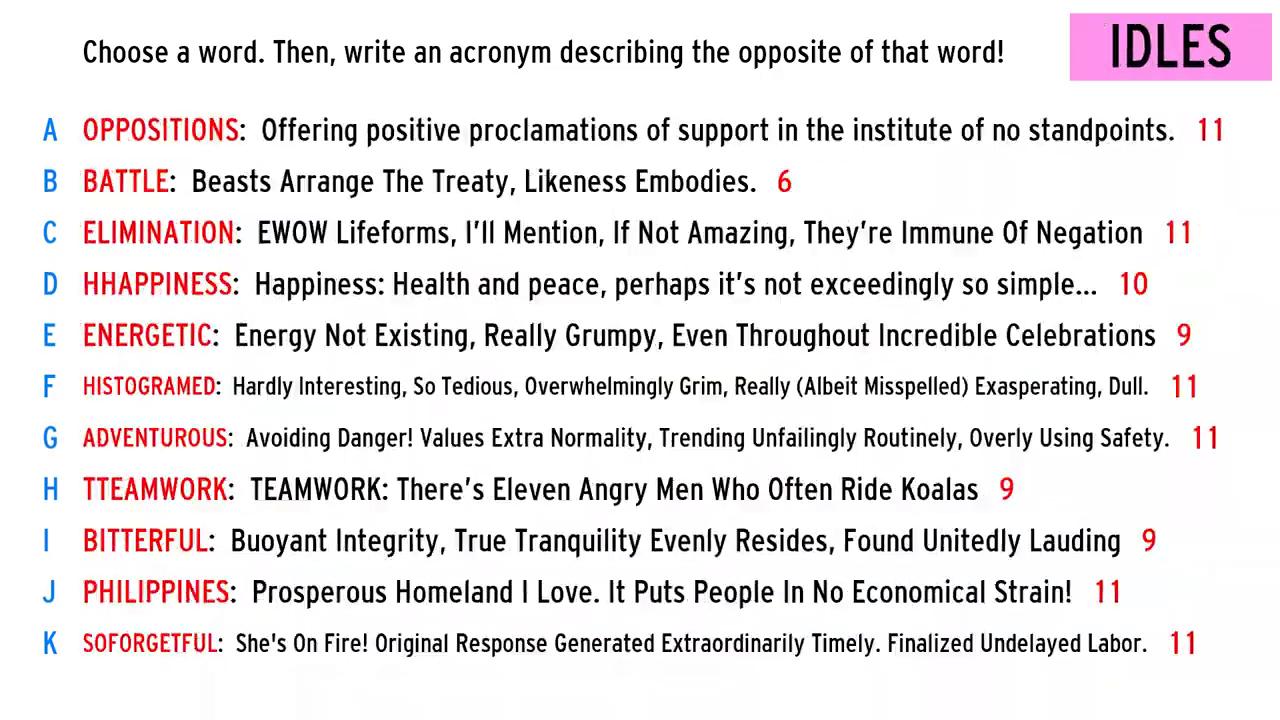 Choose a word. Then, write an acronym describing the opposite of that word!
IDLES
A OPPOSITIONS: Offering positive proclamations of support in the institute of no standpoints. 11
B BATTLE: Beasts Arrange The Treaty, Likeness Embodies. 6
C ELIMINATION: EWOW Lifeforms, I'll Mention, If Not Amazing, They're Immune Of Negation 11
D HHAPPINESS: Happiness: Health and peace, perhaps it's not exceedingly so simple... 10
E ENERGETIC: Energy Not Existing, Really Grumpy, Even Throughout Incredible Celebrations 9
F HISTOGRAMED: Hardly Interesting, So Tedious, Overwhelmingly Grim, Really (Albeit Misspelled) Exasperating, Dull. 11
G ADVENTUROUS: Avoiding Danger! Values Extra Normality, Trending Unfailingly Routinely, Overly Using Safety. 11
H TTEAMWORK: TEAMWORK: There's Eleven Angry Men Who Often Ride Koalas 9
I BITTERFUL: Buoyant Integrity, True Tranquility Evenly Resides, Found Unitedly Lauding 9
J PHILIPPINES: Prosperous Homeland I Love. It Puts People In No Economical Strain! 11
K SOFORGETFUL: She's On Fire! Original Response Generated Extraordinarily Timely. Finalized Undelayed Labor. 11